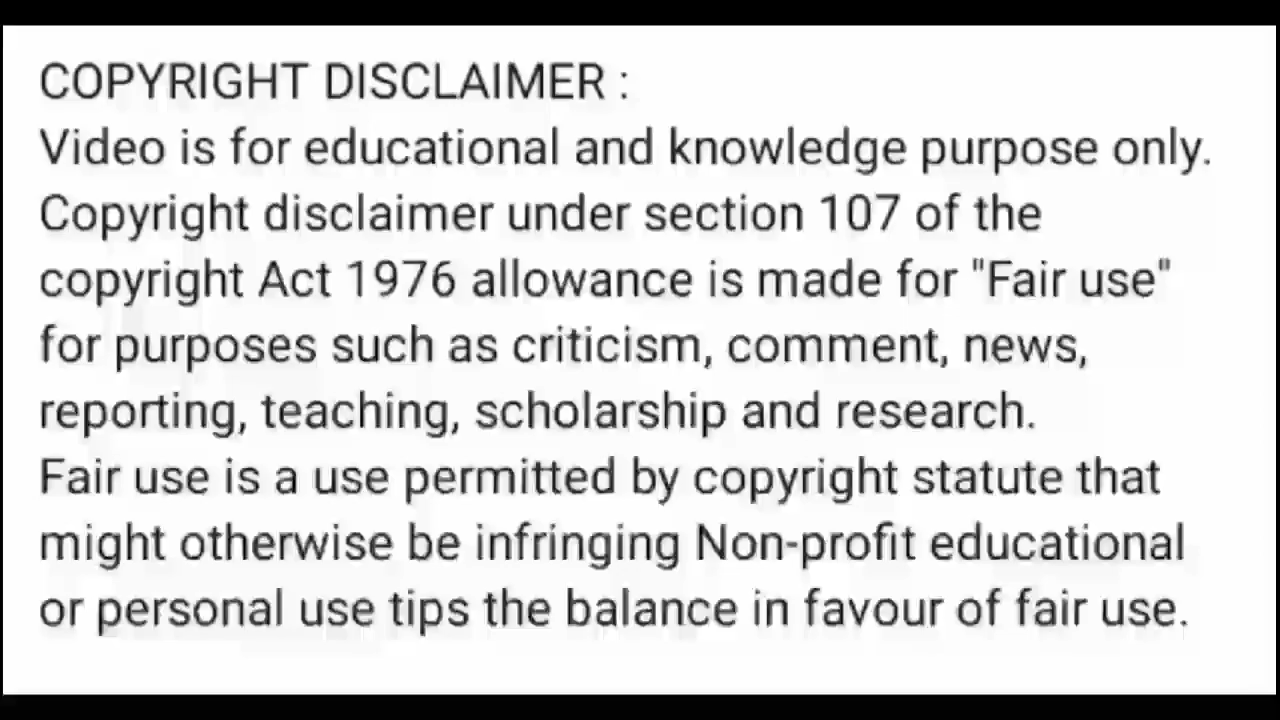 COPYRIGHT DISCLAIMER :
Video is for educational and knowledge purpose only.
Copyright disclaimer under section 107 of the
copyright Act 1976 allowance is made for "Fair use"
for purposes such as criticism, comment, news,
reporting, teaching, scholarship and research.
Fair use is a use permitted by copyright statute that
might otherwise be infringing Non-profit educational
or personal use tips the balance in favour of fair use.